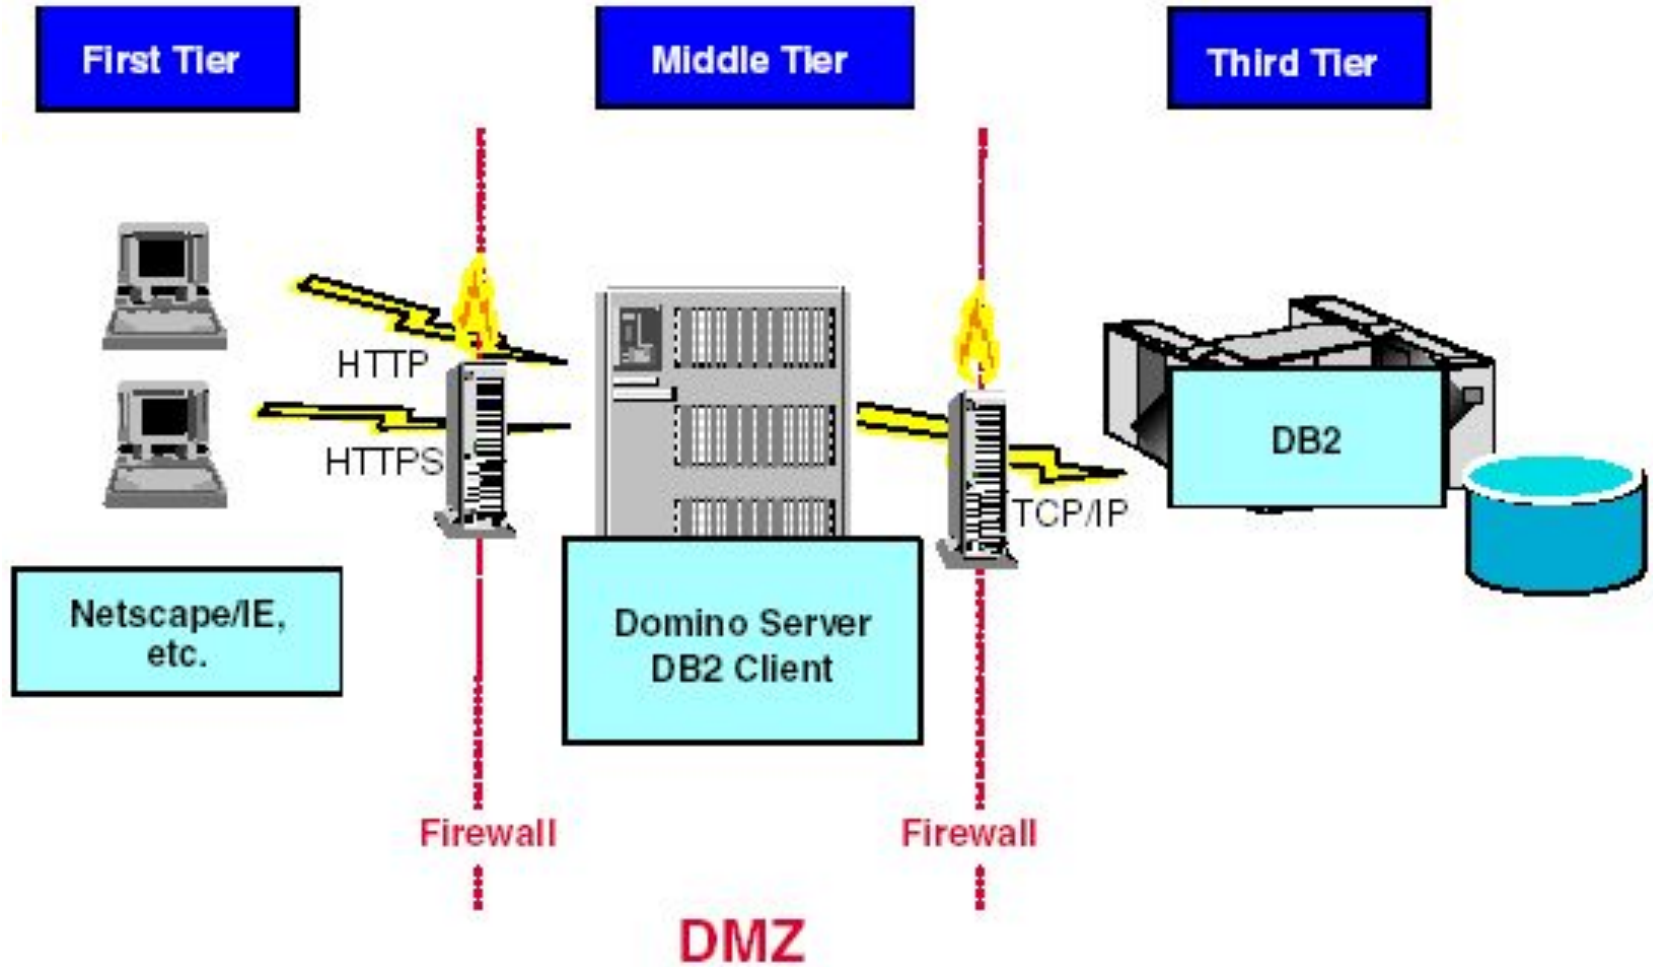 First Tier
Middle Tier
Third Tier
HTTP
HTTPS
TCP/IP
DB2
Netscape/IE,
etc.
Domino Server
DB2 Client
Firewall
Firewall
DMZ